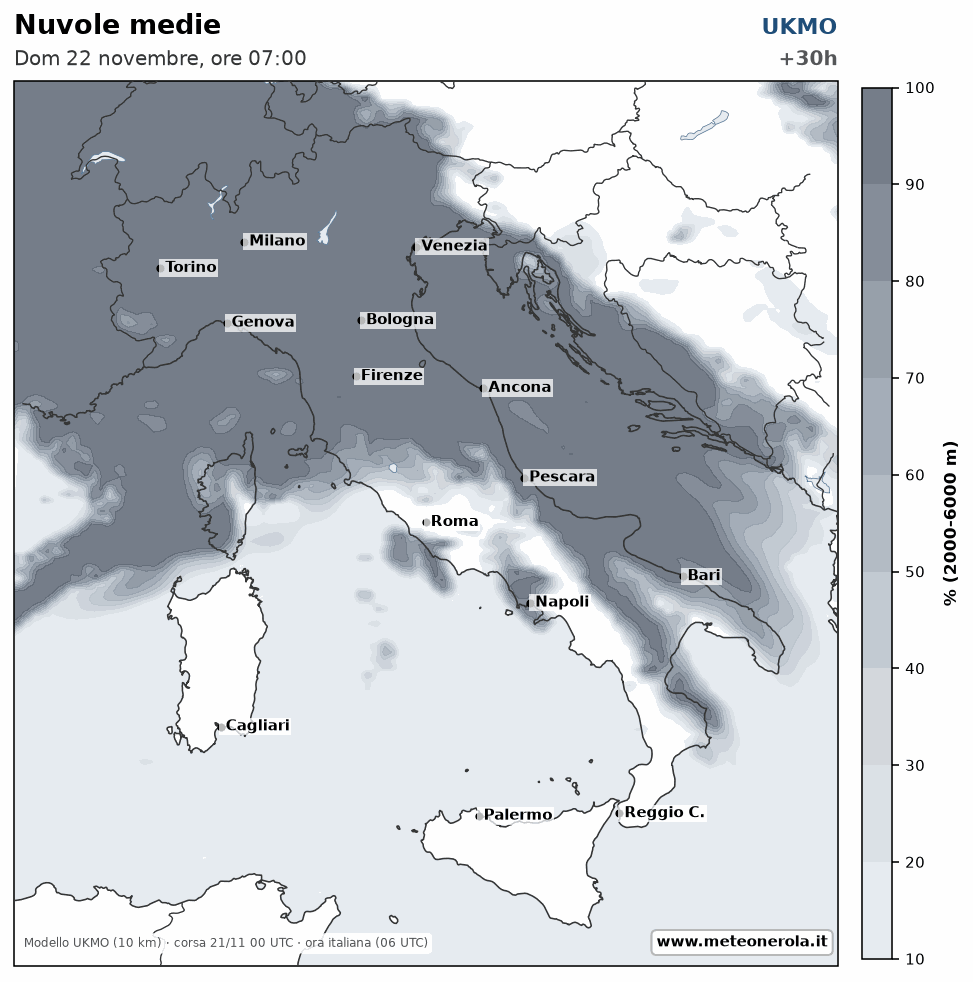 Nuvole medie
UKMO
Dom 22 novembre, ore 07:00
+30h
100
90
80
70
60
50
40
30
20
10
% (2000-6000 m)
Milano
Venezia
Torino
Genova
Bologna
Firenze
Ancona
Pescara
Roma
Bari
Napoli
Cagliari
Palermo
Reggio C.
Modello UKMO (10 km) · corsa 21/11 00 UTC · ora italiana (06 UTC)
www.meteonerola.it